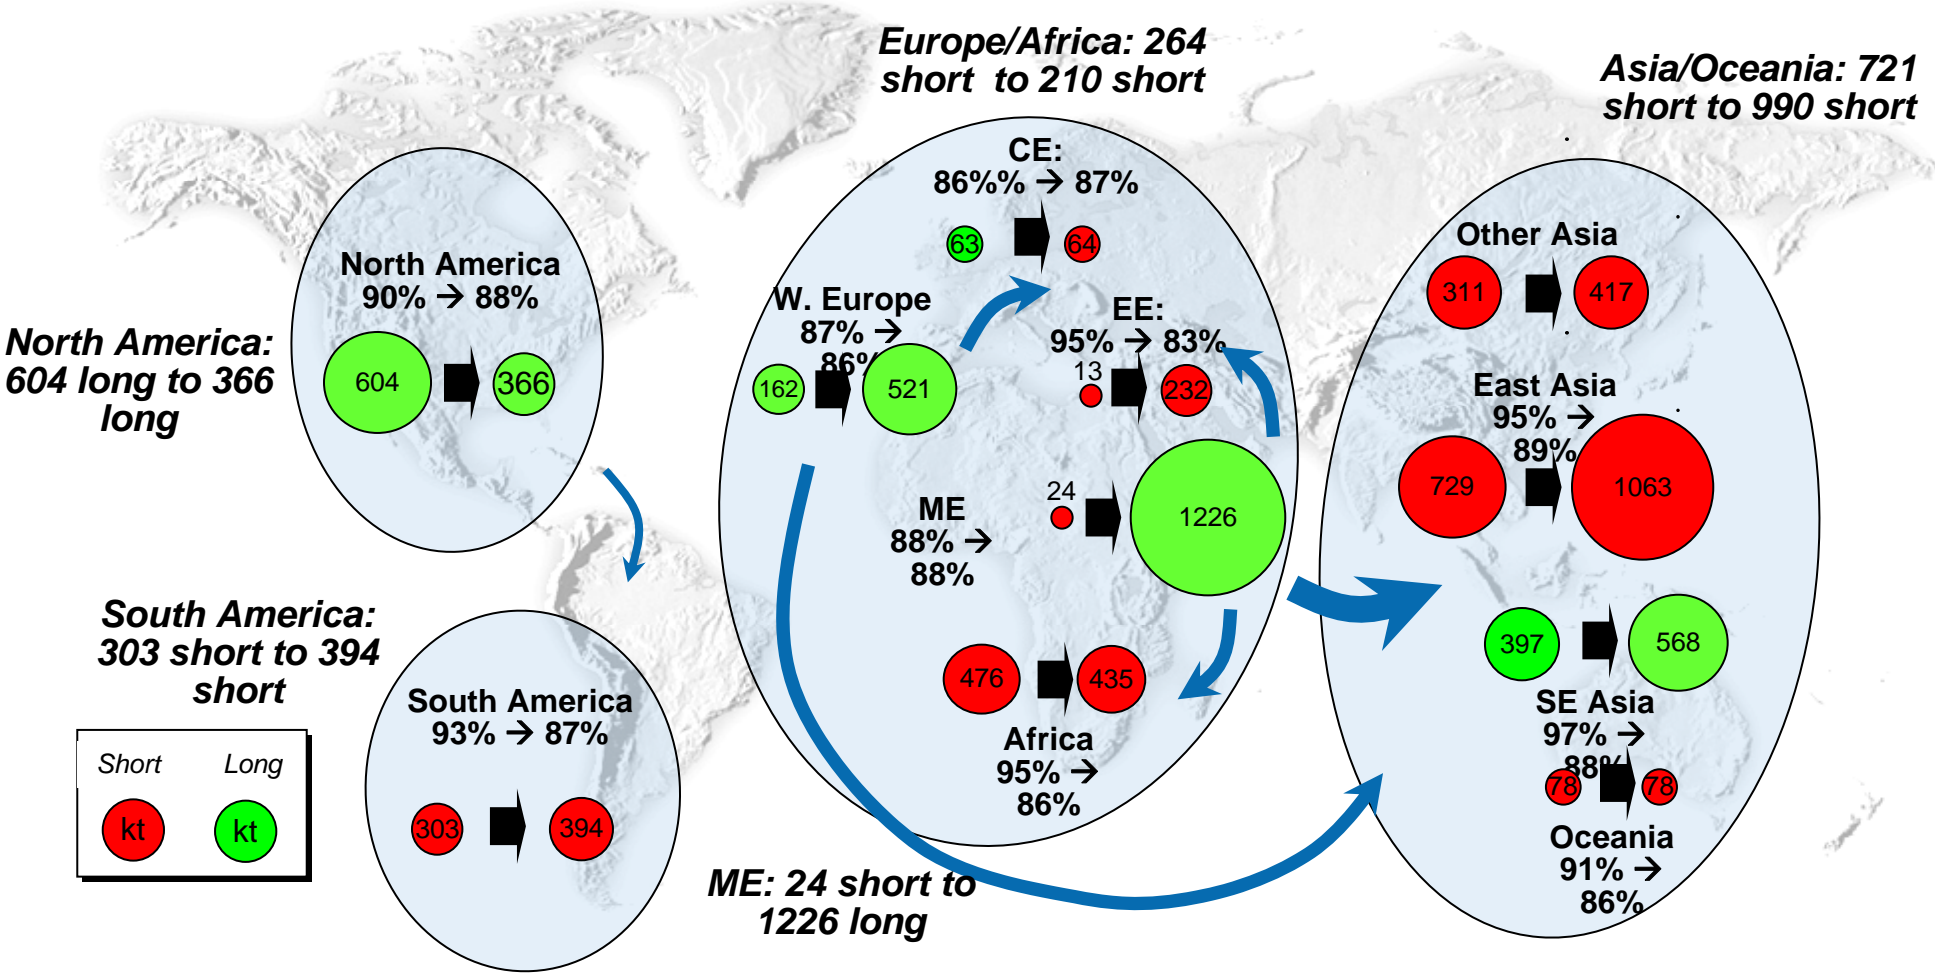 Europe/Africa: 264
short  to 210 short
Asia/Oceania: 721
short to 990 short
CE:
86%% → 87%
63
64
North America
90% → 88%
604
366
North America:
604 long to 366
long
W. Europe
87% →
86%
162
521
EE:
95% → 83%
13
232
ME
88% →
88%
24
1226
476
435
Africa
95% →
86%
Other Asia
311
417
East Asia
95% →
89%
729
1063
397
568
SE Asia
97% →
88%
78
78
Oceania
91% →
86%
South America:
303 short to 394
short
South America
93% → 87%
303
394
Short
Long
kt
kt
ME: 24 short to
1226 long